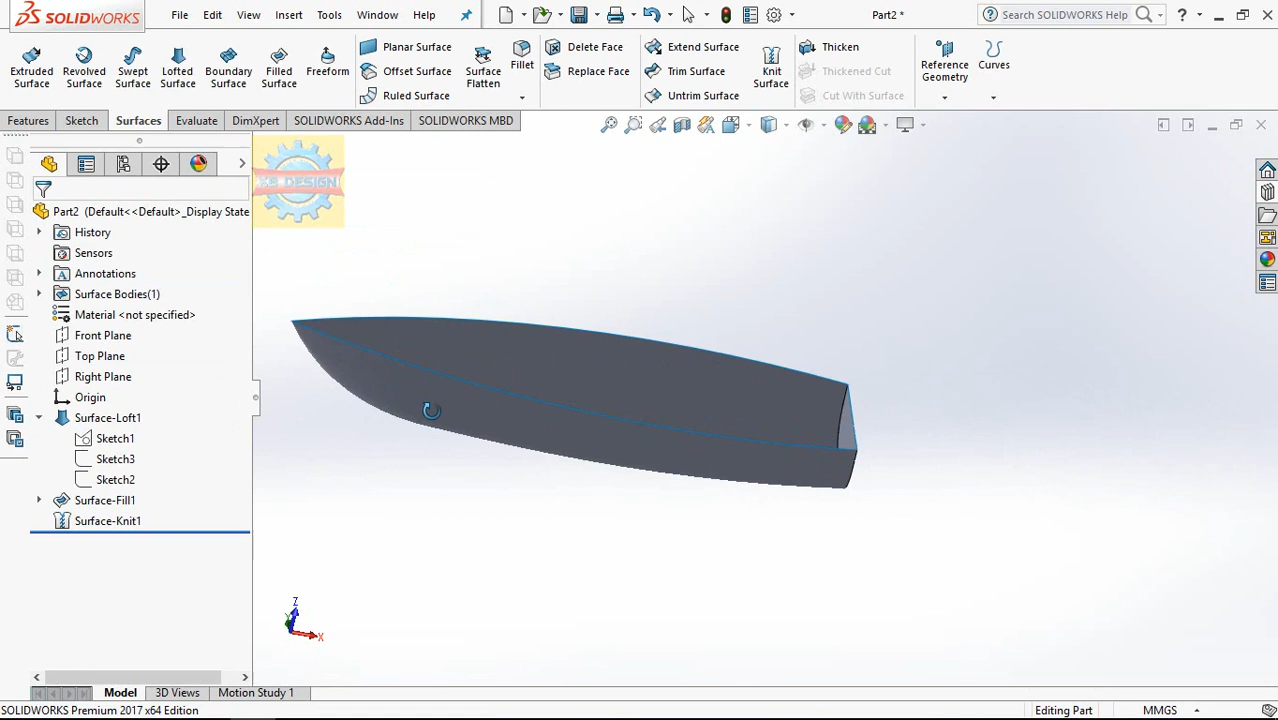 SOLIDWORKS File Edit View Insert Tools Window Help Part2 * Search SOLIDWORKS Help ?
Extruded Surface
Revolved Surface
Swept Surface
Lofted Surface
Boundary Surface
Filled Surface
Freeform
Planar Surface
Offset Surface
Ruled Surface
Surface Flatten
Fillet
Delete Face
Replace Face
Extend Surface
Trim Surface
Untrim Surface
Knit Surface
Thicken
Thickened Cut
Cut With Surface
Reference Geometry
Curves
Features Sketch Surfaces Evaluate DimXpert SOLIDWORKS Add-Ins SOLIDWORKS MBD
DESIGN
Part2 (Default<<Default>_Display State
History
Sensors
Annotations
Surface Bodies(1)
Material <not specified>
Front Plane
Top Plane
Right Plane
Origin
Surface-Loft1
Sketch1
Sketch3
Sketch2
Surface-Fill1
Surface-Knit1
Z
X
Model 3D Views Motion Study 1
SOLIDWORKS Premium 2017 x64 Edition Editing Part MMGS